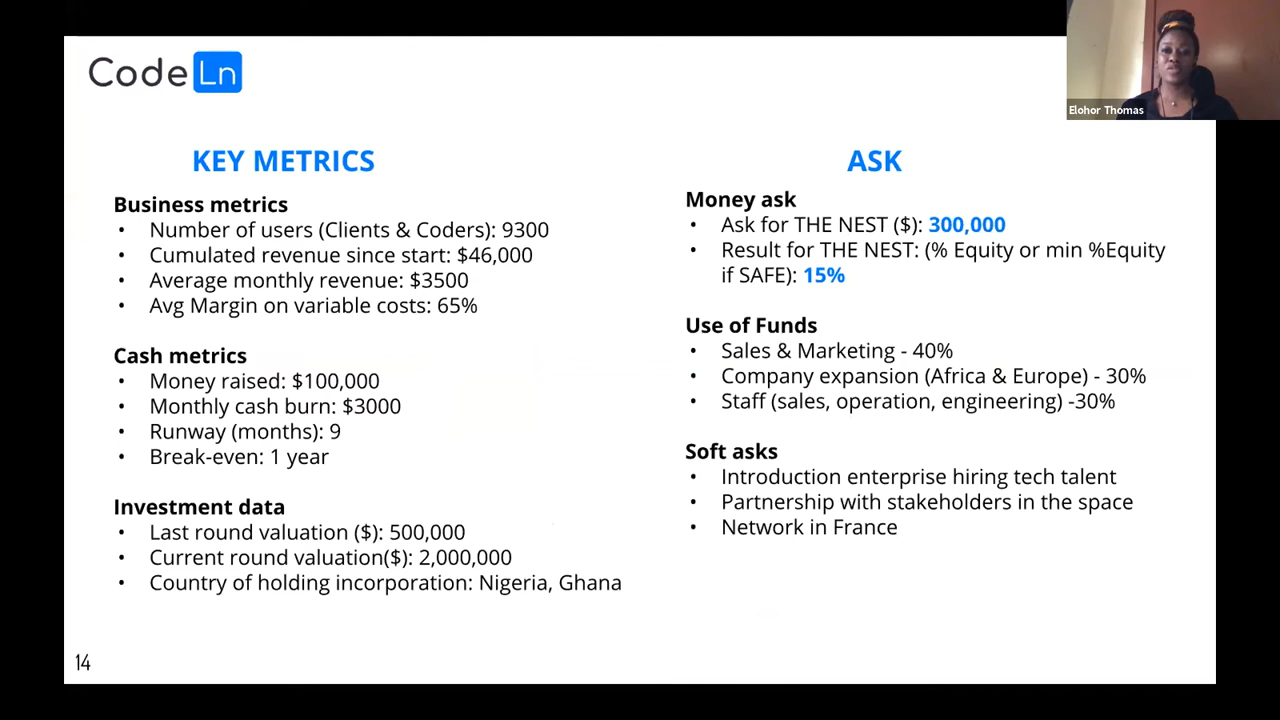 CodeLn
Elohor Thomas
KEY METRICS
Business metrics
• Number of users (Clients & Coders): 9300
• Cumulated revenue since start: $46,000
• Average monthly revenue: $3500
• Avg Margin on variable costs: 65%
Cash metrics
• Money raised: $100,000
• Monthly cash burn: $3000
• Runway (months): 9
• Break-even: 1 year
Investment data
• Last round valuation ($): 500,000
• Current round valuation($): 2,000,000
• Country of holding incorporation: Nigeria, Ghana
ASK
Money ask
• Ask for THE NEST ($): 300,000
• Result for THE NEST: (% Equity or min %Equity
if SAFE): 15%
Use of Funds
• Sales & Marketing - 40%
• Company expansion (Africa & Europe) - 30%
• Staff (sales, operation, engineering) -30%
Soft asks
• Introduction enterprise hiring tech talent
• Partnership with stakeholders in the space
• Network in France
14